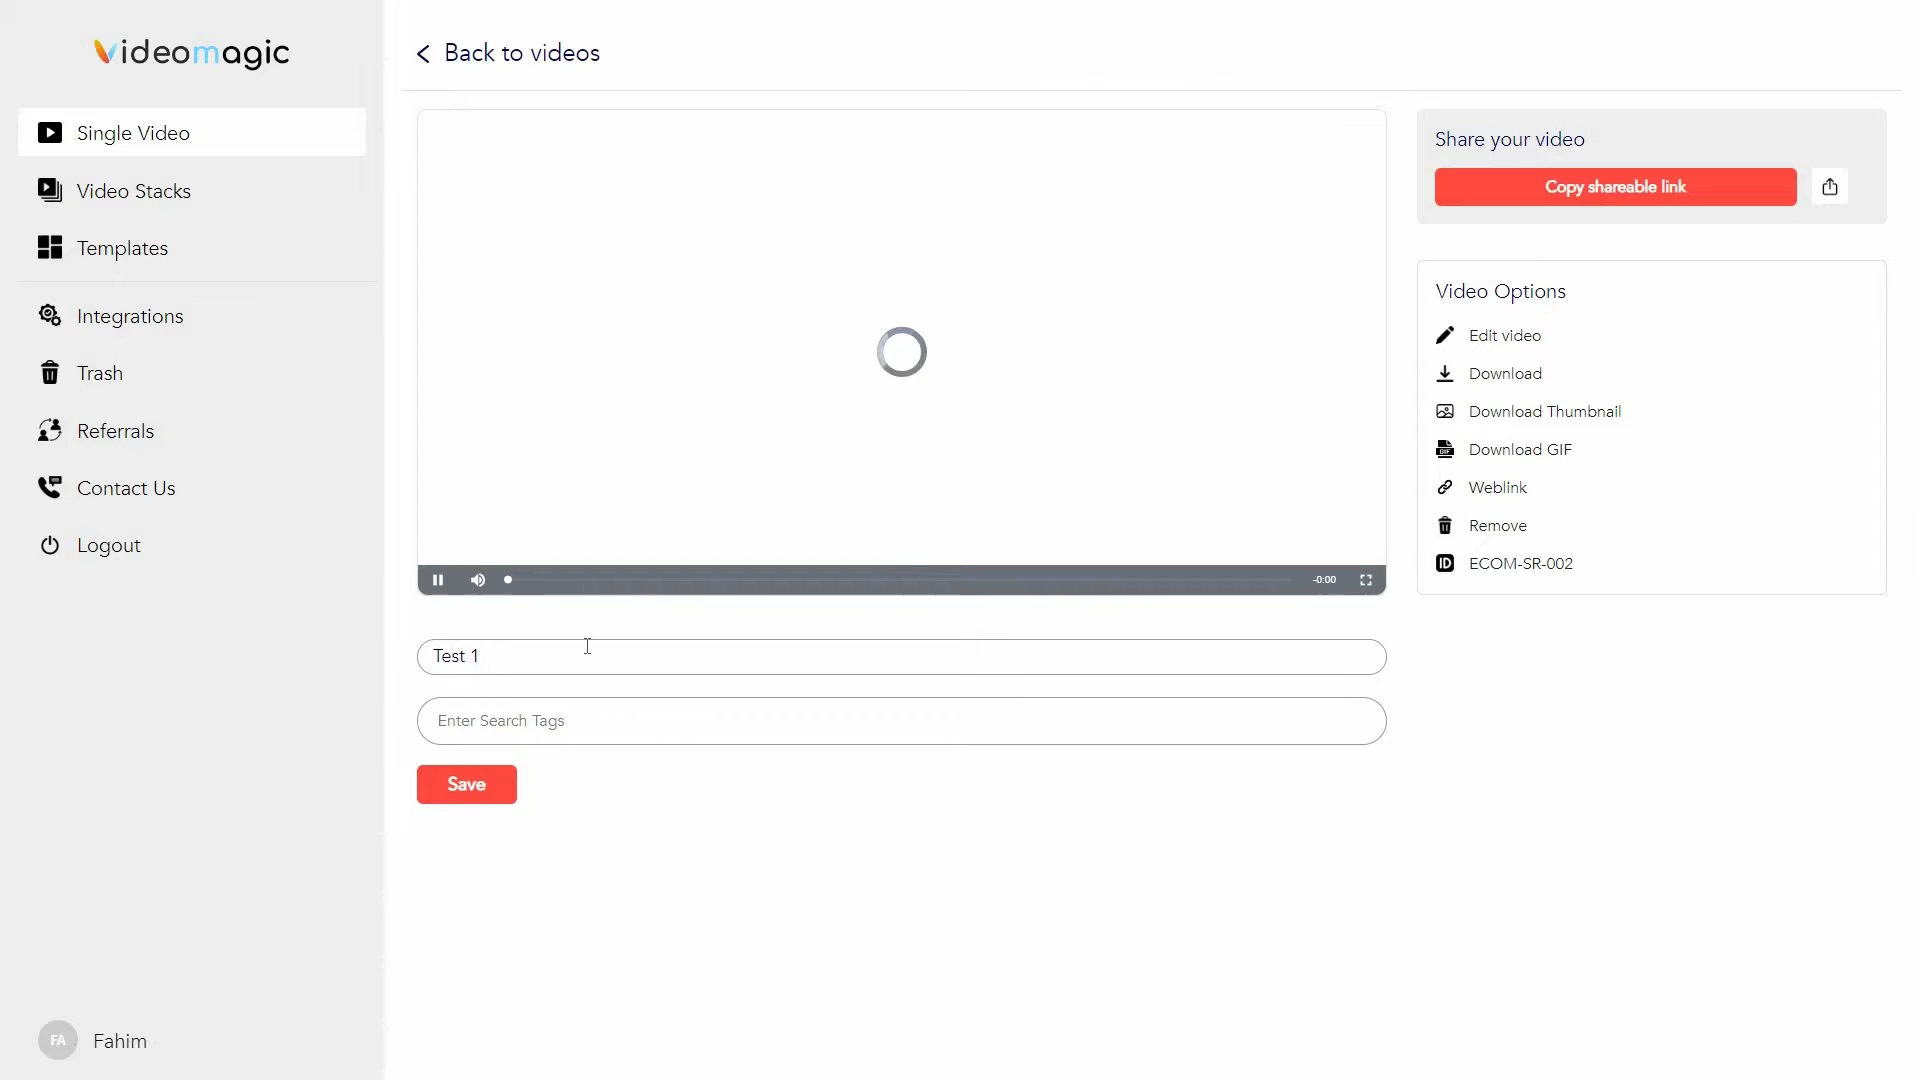 Videomagic
Single Video
Video Stacks
Templates
Integrations
Trash
Referrals
Contact Us
Logout
FA Fahim
Back to videos
-0:00
Test 1
Enter Search Tags
Save
Share your video
Copy shareable link
Video Options
Edit video
Download
Download Thumbnail
GIF Download GIF
Weblink
Remove
ID ECOM-SR-002